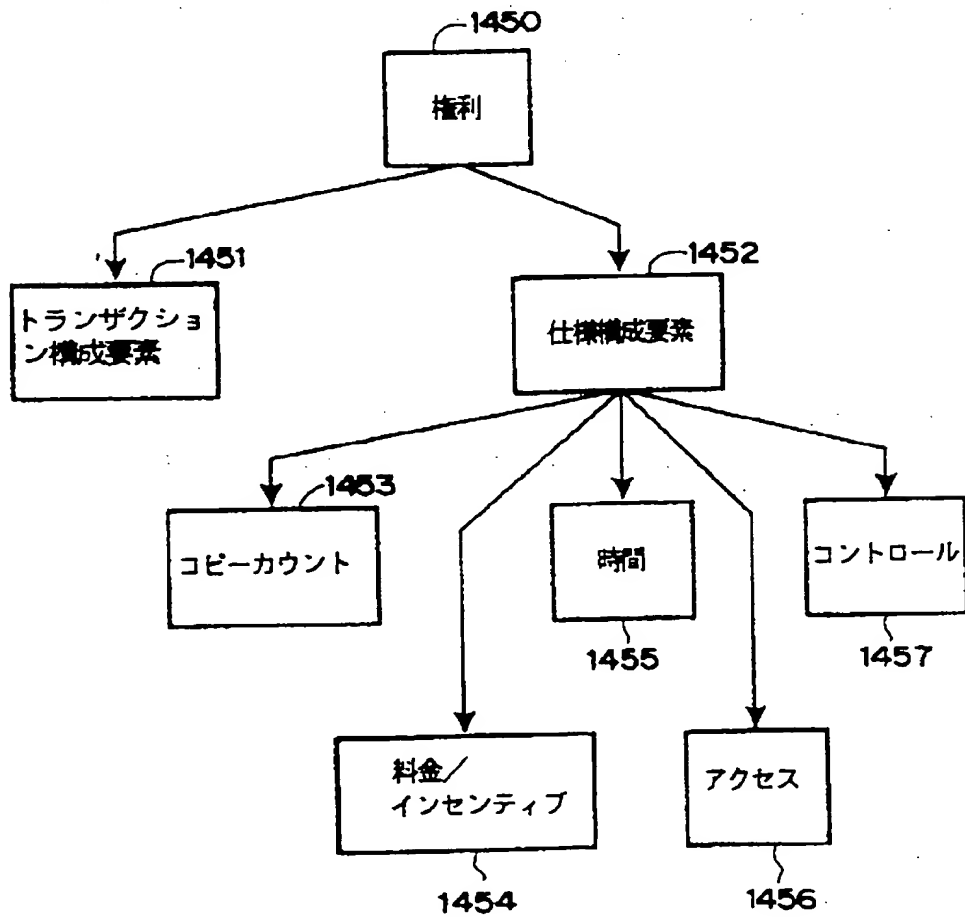 1450
権利
1451
トランザクショ
ン構成要素
1452
仕様構成要素
1453
コピーカウント
時間
1455
コントロール
1457
料金/
インセンティブ
1454
アクセス
1456